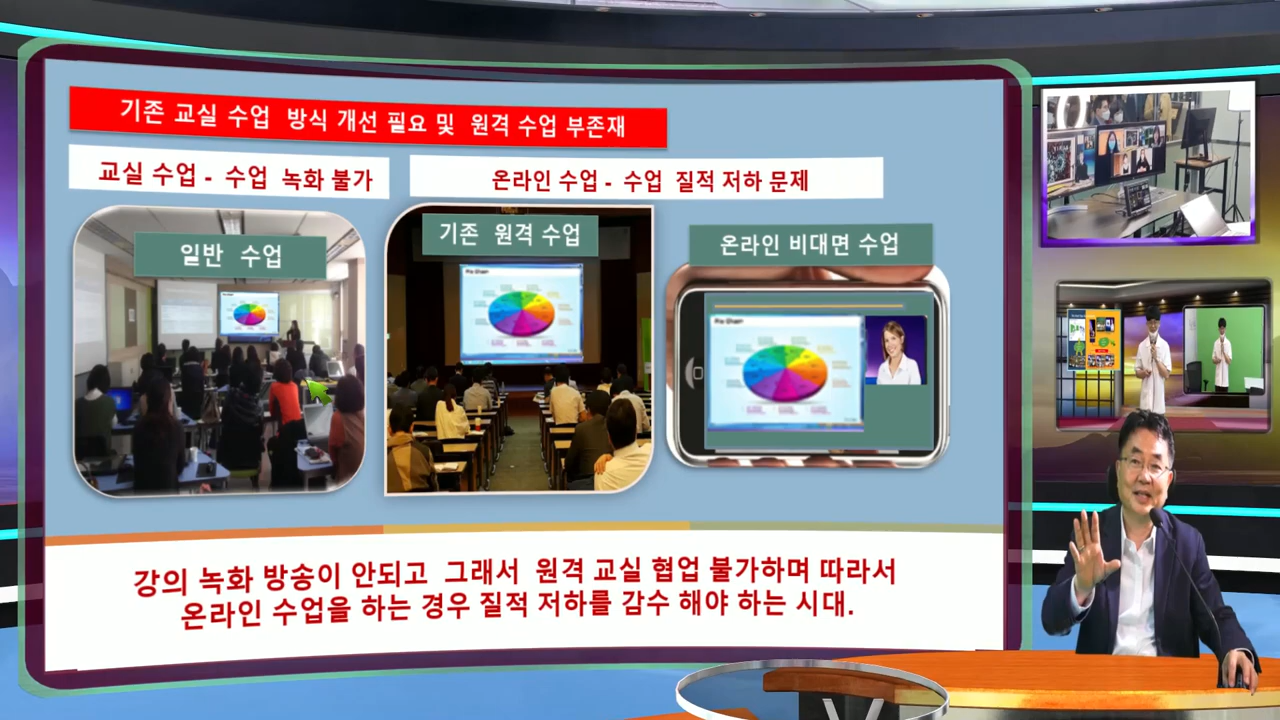 기존 교실 수업 방식 개선 필요 및 원격 수업 부존재
교실 수업 - 수업 녹화 불가
온라인 수업 - 수업 질적 저하 문제
일반 수업
기존 원격 수업
온라인 비대면 수업
Pie Chart
강의 녹화 방송이 안되고 그래서 원격 교실 협업 불가하며 따라서
온라인 수업을 하는 경우 질적 저하를 감수 해야 하는 시대.